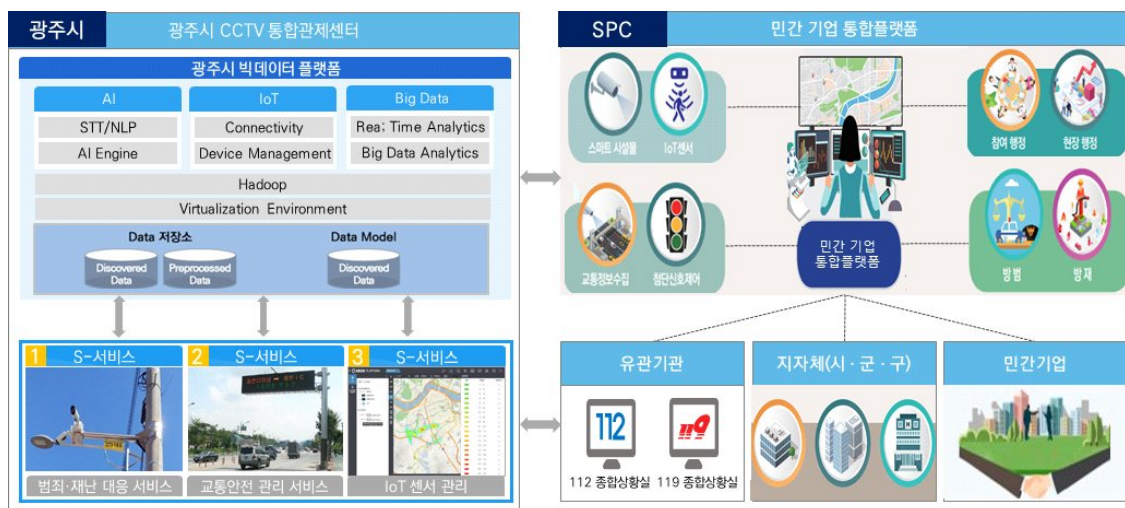 광주시
광주시 CCTV 통합관제센터
광주시 빅데이터 플랫폼
AI
IoT
Big Data
STT/NLP
Connectivity
Rea; Time Analytics
AI Engine
Device Management
Big Data Analytics
Hadoop
Virtualization Environment
Data 저장소
Data Model
Discovered
Data
Preprocessed
Data
Discovered
Data
1
S-서비스
2
S-서비스
3
S-서비스
범죄·재난 대응 서비스
교통안전 관리 서비스
IoT 센서 관리
SPC
민간 기업 통합플랫폼
스마트 시설물
IoT센서
참여 행정
현장 행정
교통정보수집
첨단신호제어
민간 기업
통합플랫폼
방범
방재
유관기관
지자체(시·군·구)
민간기업
112
119
112 종합상황실
119 종합상황실